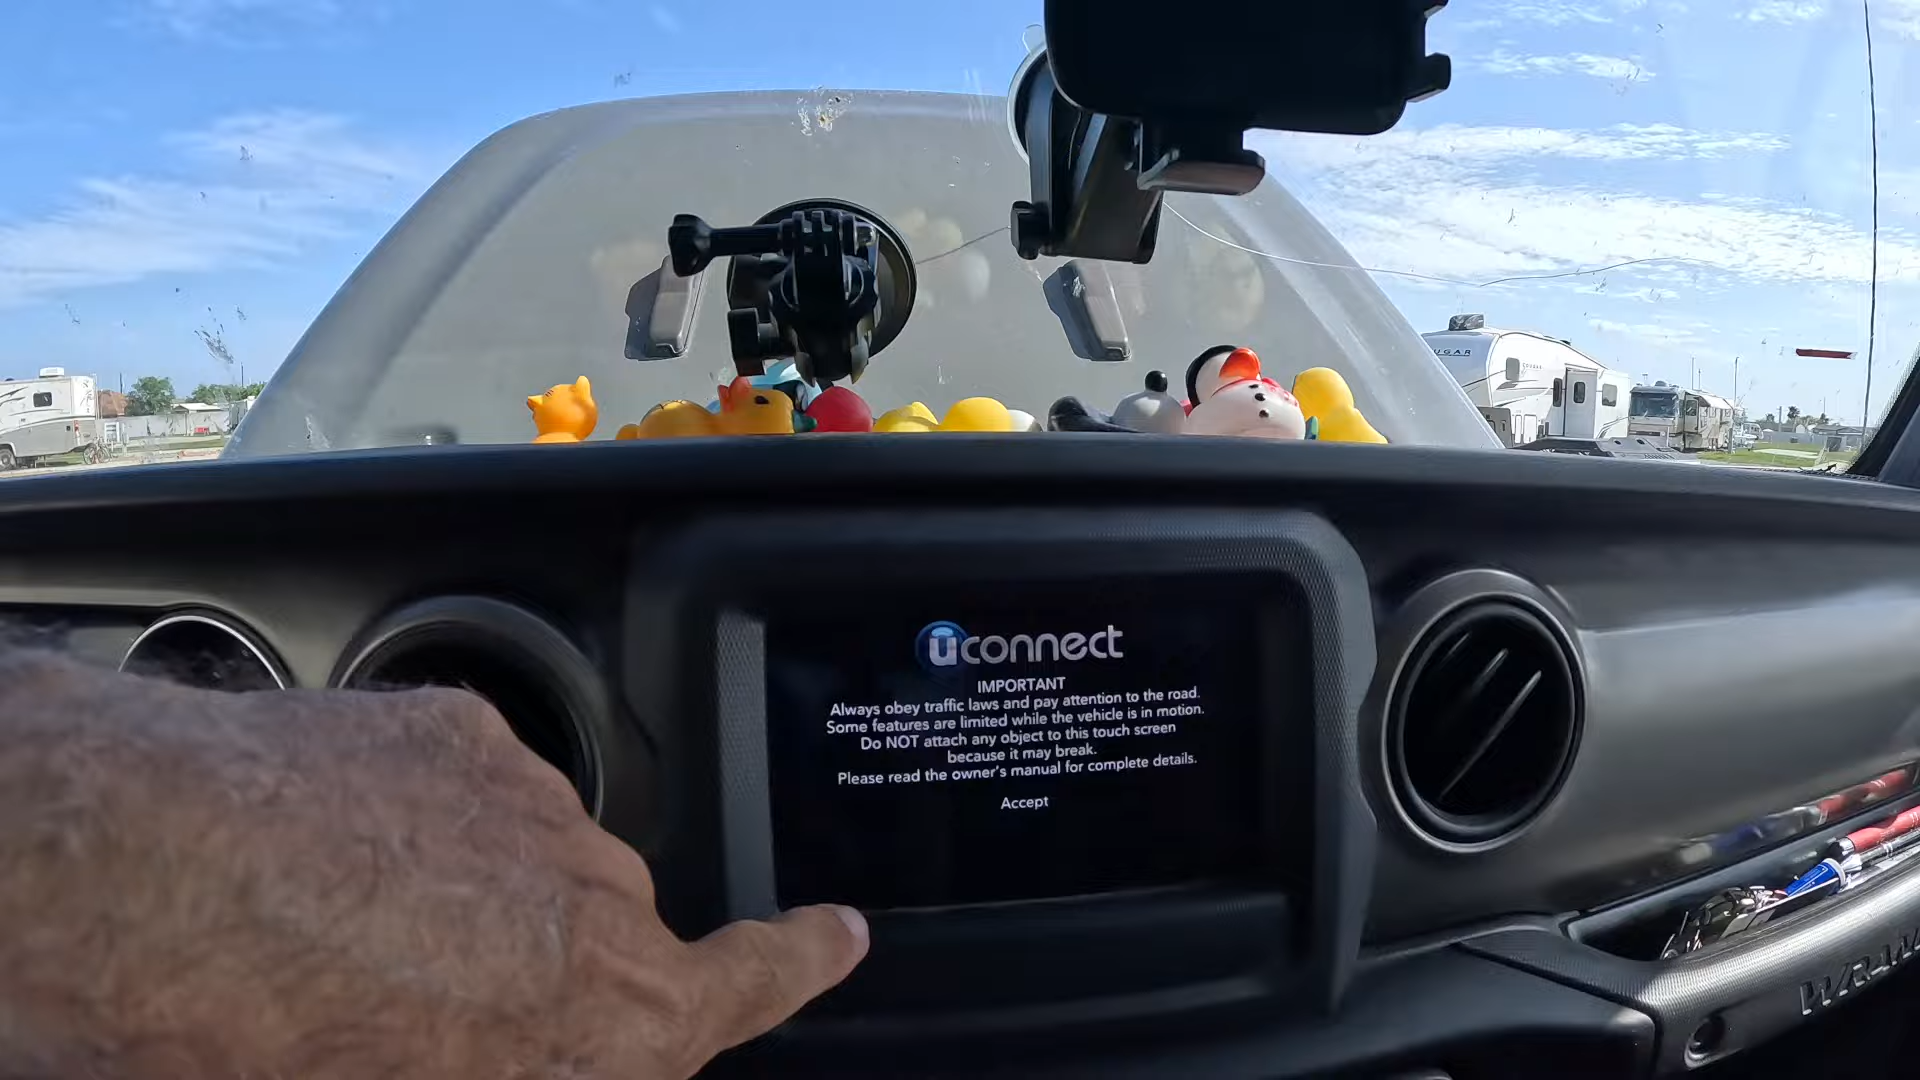 UGAR
uconnect
IMPORTANT
Always obey traffic laws and pay attention to the road.
Some features are limited while the vehicle is in motion.
Do NOT attach any object to this touch screen
because it may break.
Please read the owner's manual for complete details.
Accept
WRAN